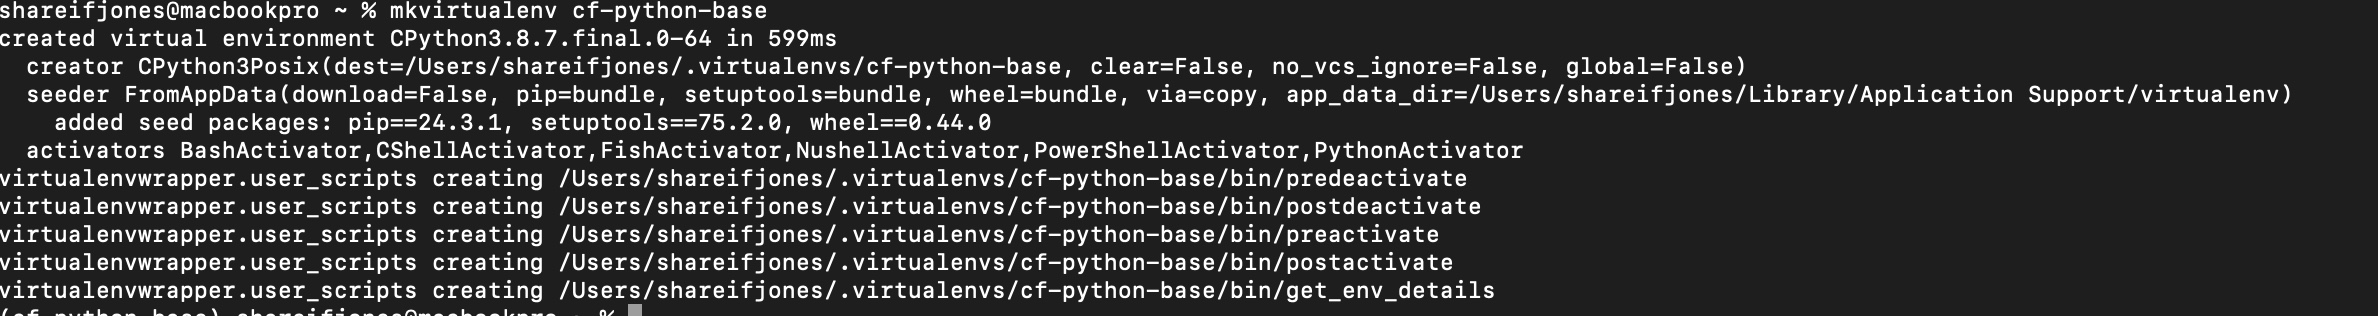 shareifjones@macbookpro ~ % mkvirtualenv cf-python-base
created virtual environment CPython3.8.7.final.0-64 in 599ms
  creator CPython3Posix(dest=/Users/shareifjones/.virtualenvs/cf-python-base, clear=False, no_vcs_ignore=False, global=False)
  seeder FromAppData(download=False, pip=bundle, setuptools=bundle, wheel=bundle, via=copy, app_data_dir=/Users/shareifjones/Library/Application Support/virtualenv)
    added seed packages: pip==24.3.1, setuptools==75.2.0, wheel==0.44.0
  activators BashActivator,CShellActivator,FishActivator,NushellActivator,PowerShellActivator,PythonActivator
virtualenvwrapper.user_scripts creating /Users/shareifjones/.virtualenvs/cf-python-base/bin/predeactivate
virtualenvwrapper.user_scripts creating /Users/shareifjones/.virtualenvs/cf-python-base/bin/postdeactivate
virtualenvwrapper.user_scripts creating /Users/shareifjones/.virtualenvs/cf-python-base/bin/preactivate
virtualenvwrapper.user_scripts creating /Users/shareifjones/.virtualenvs/cf-python-base/bin/postactivate
virtualenvwrapper.user_scripts creating /Users/shareifjones/.virtualenvs/cf-python-base/bin/get_env_details
(cf-python-base) shareifjones@macbookpro ~ %